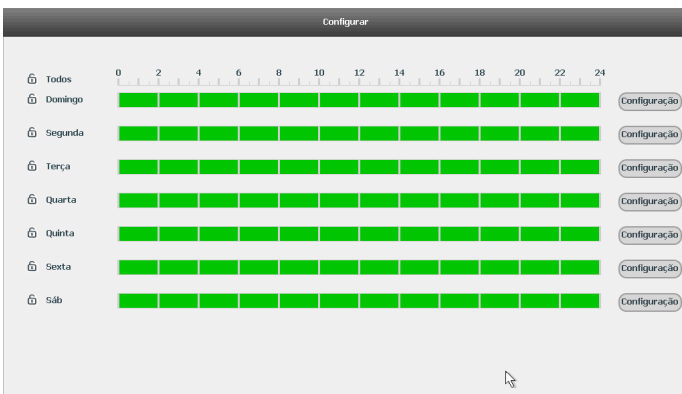 Configurar
Todos 0 2 4 6 8 10 12 14 16 18 20 22 24
Domingo Configuração
Segunda Configuração
Terça Configuração
Quarta Configuração
Quinta Configuração
Sexta Configuração
Sáb Configuração